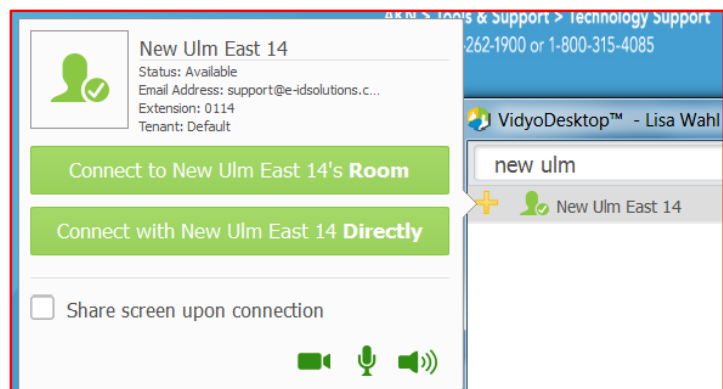 AKN > Tools & Support > Technology Support
-262-1900 or 1-800-315-4085
New Ulm East 14
Status: Available
Email Address: support@e-idsolutions.c...
Extension: 0114
Tenant: Default
Connect to New Ulm East 14's Room
Connect with New Ulm East 14 Directly
Share screen upon connection
VidyoDesktop™ - Lisa Wahl
new ulm
New Ulm East 14